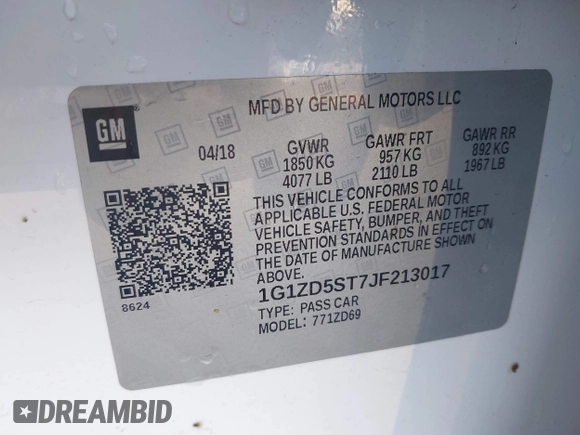 MFD BY GENERAL MOTORS LLC
GM
04/18
GVWR GAWR FRT GAWR RR
1850 KG 957 KG 892 KG
4077 LB 2110 LB 1967 LB
THIS VEHICLE CONFORMS TO ALL
APPLICABLE U.S. FEDERAL MOTOR
VEHICLE SAFETY, BUMPER, AND THEFT
PREVENTION STANDARDS IN EFFECT ON
THE DATE OF MANUFACTURE SHOWN
ABOVE.
8624
1G1ZD5ST7JF213017
TYPE: PASS CAR
MODEL: 771ZD69
DREAMBID